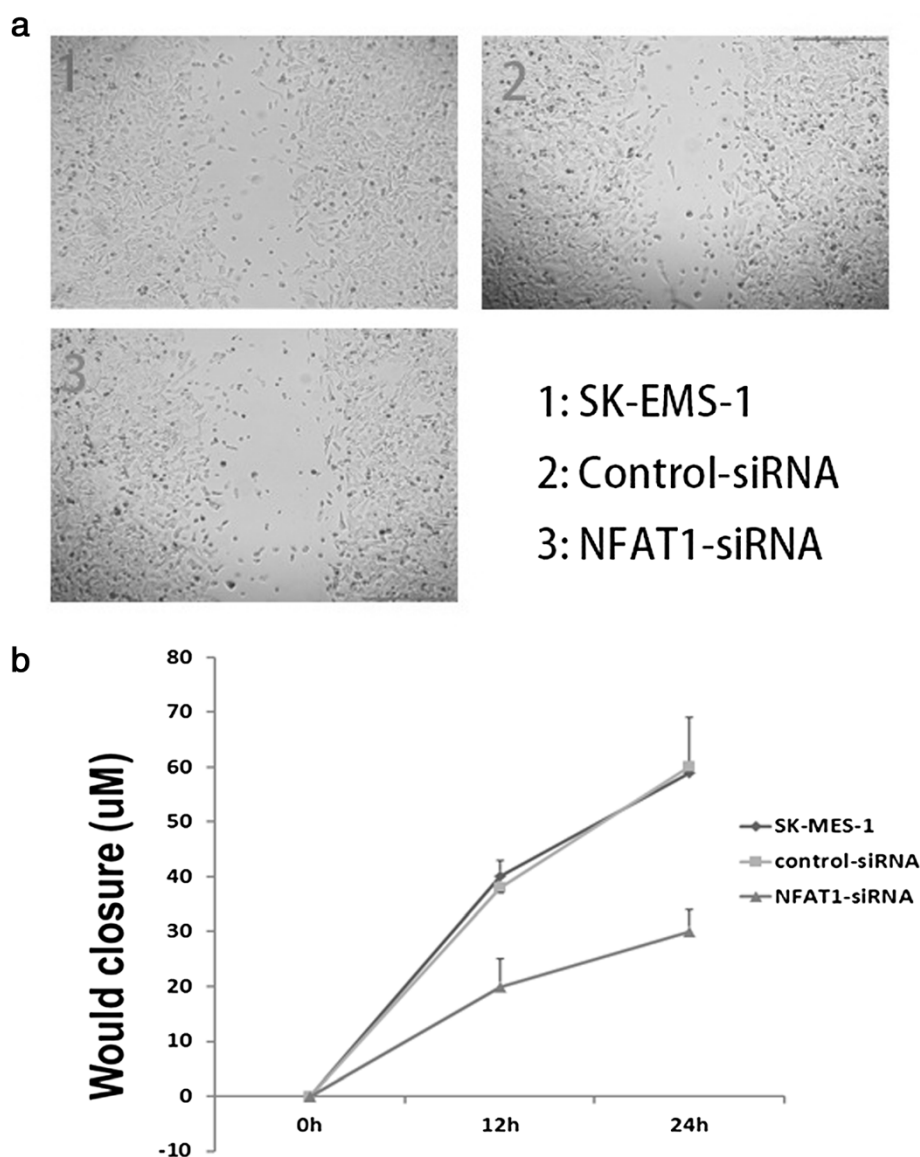 a
1
2
3
1: SK-EMS-1
2: Control-siRNA
3: NFAT1-siRNA
b
Would closure (uM)
80
70
60
50
40
30
20
10
0
-10
0h
12h
24h
SK-MES-1
control-siRNA
NFAT1-siRNA